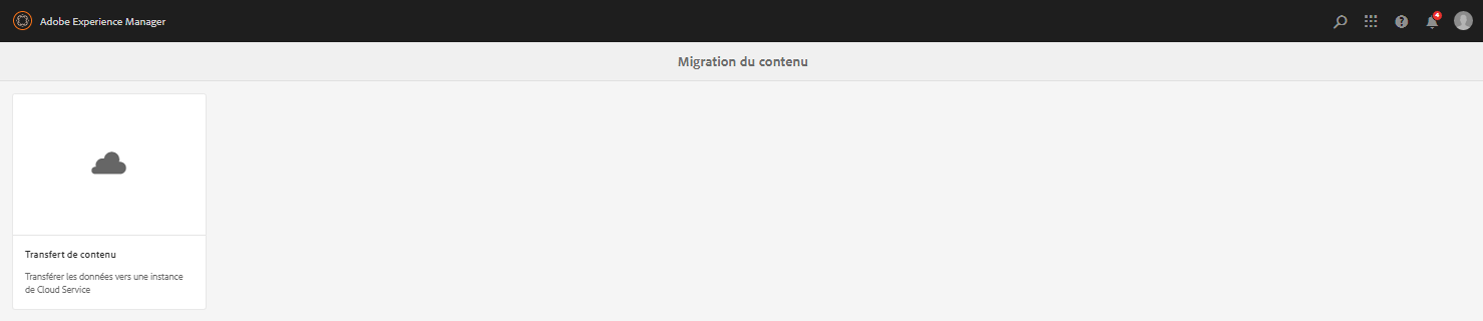 Adobe Experience Manager
4
Migration du contenu
Transfert de contenu
Transférer les données vers une instance
de Cloud Service